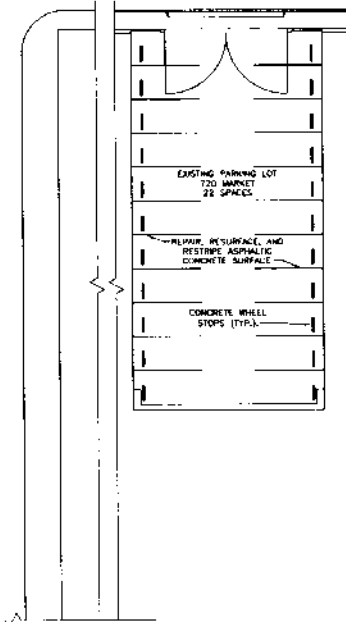 EXISTING PARKING LOT
720 MARKET
22 SPACES
REPAIR, RESURFACE, AND
RESTRIPE ASPHALTIC
CONCRETE SURFACE
CONCRETE WHEEL
STOPS (TYP.)